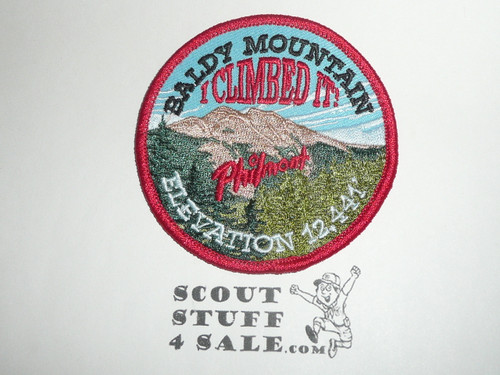 BALDY MOUNTAIN
I CLIMBED IT!
Philmont
ELEVATION 12,441'
SCOUT
STUFF
4 SALE.com